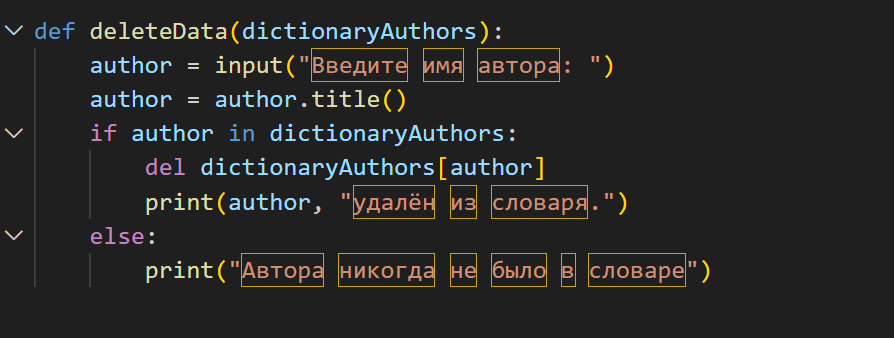 def deleteData(dictionaryAuthors):
    author = input("Введите имя автора: ")
    author = author.title()
    if author in dictionaryAuthors:
        del dictionaryAuthors[author]
        print(author, "удалён из словаря.")
    else:
        print("Автора никогда не было в словаре")